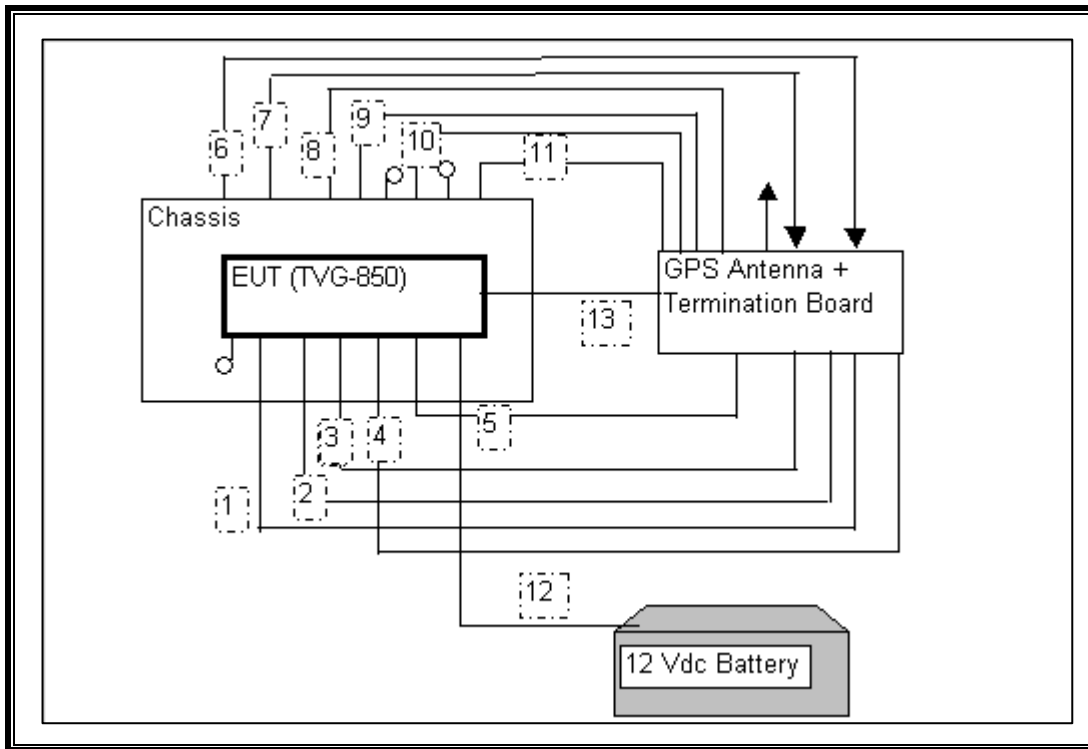 6
7
8
9
10
11
Chassis
EUT (TVG-850)
GPS Antenna +
Termination Board
13
1
2
3
4
5
12
12 Vdc Battery